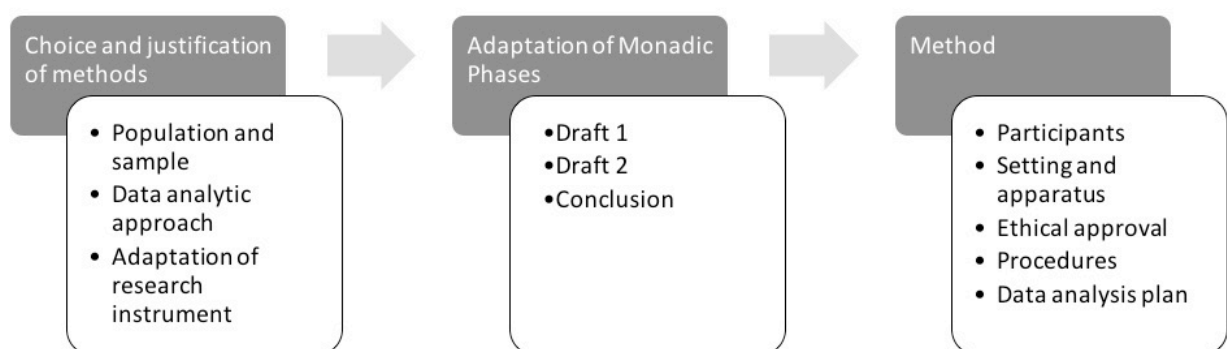 Choice and justification
of methods
• Population and
sample
• Data analytic
approach
• Adaptation of
research
instrument
Adaptation of Monadic
Phases
•Draft 1
•Draft 2
•Conclusion
Method
• Participants
• Setting and
apparatus
• Ethical approval
• Procedures
• Data analysis plan